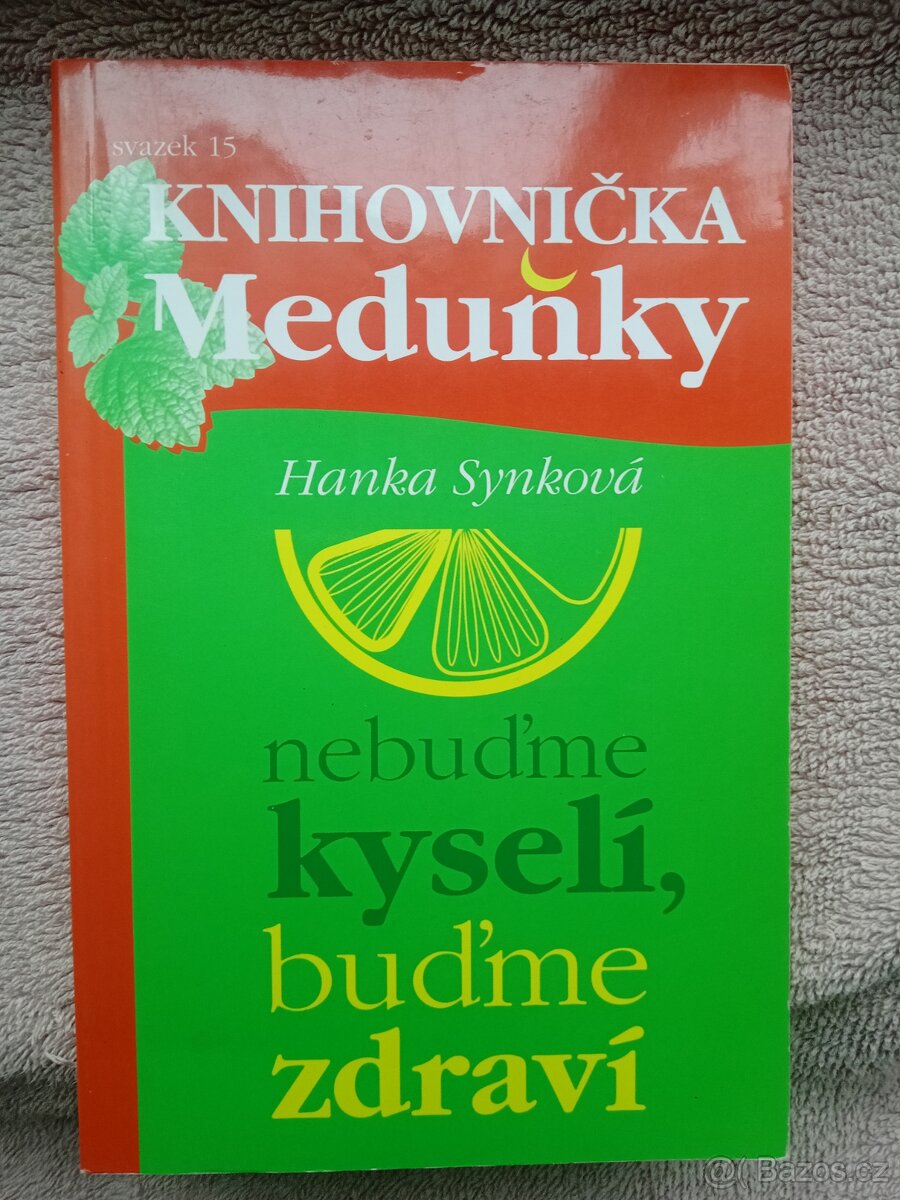 svazek 15
KNIHOVNIČKA
Meduňky
Hanka Synková
nebuďme
kyselí,
buďme
zdraví
@ Bazos.cz